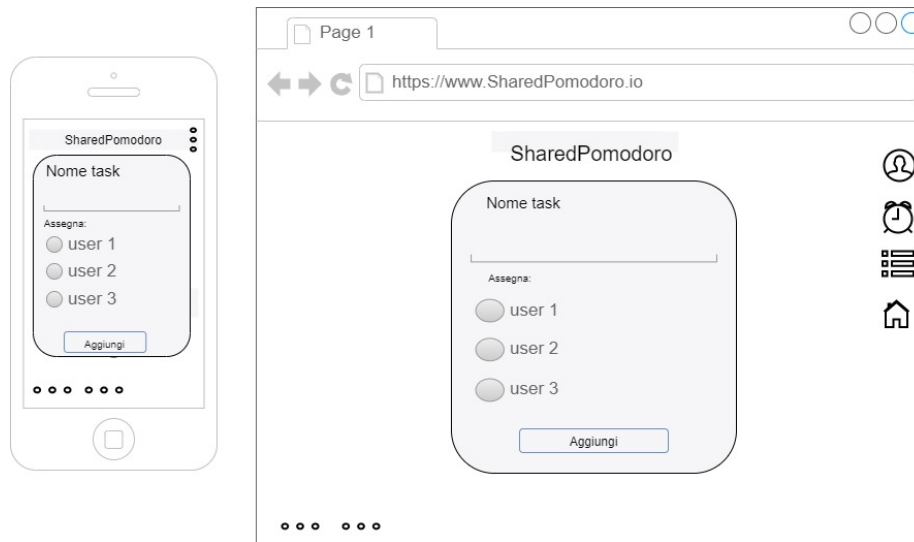 SharedPomodoro
Nome task
Assegna:
user 1
user 2
user 3
Aggiungi
Page 1
https://www.SharedPomodoro.io
SharedPomodoro
Nome task
Assegna:
user 1
user 2
user 3
Aggiungi